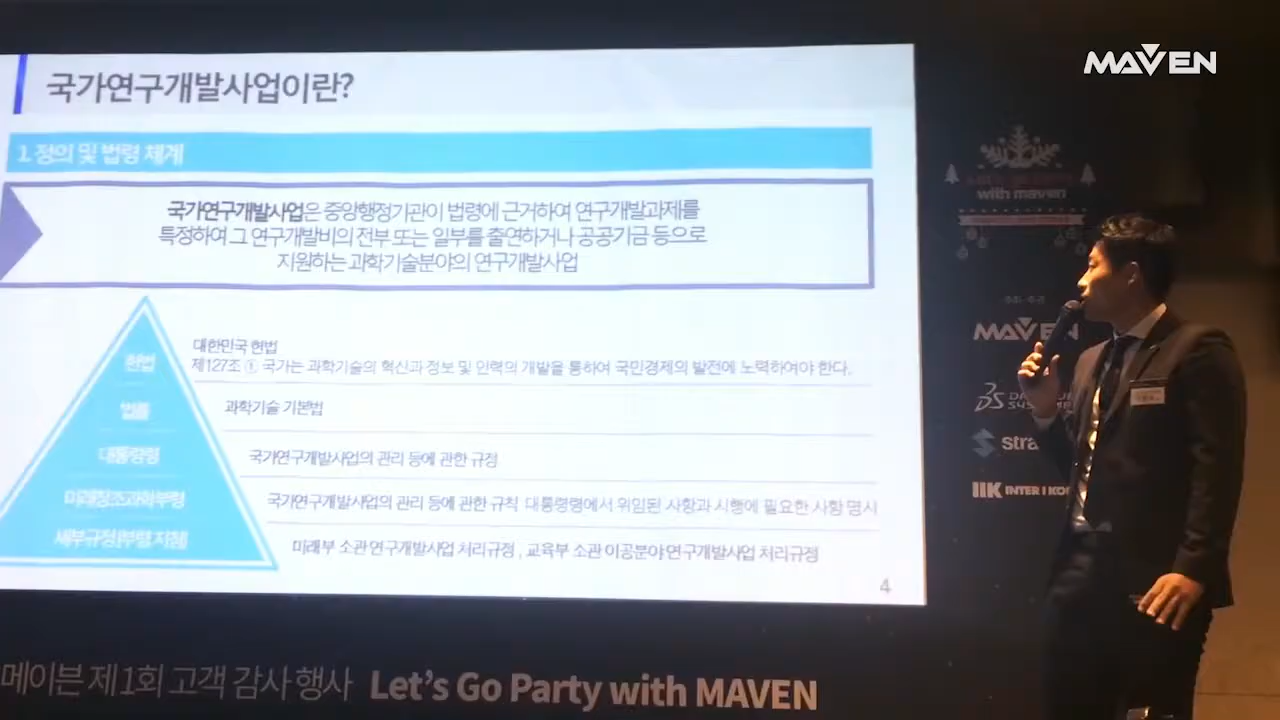 MAVEN
국가연구개발사업이란?
1. 정의 및 법령 체계
국가연구개발사업은 중앙행정기관이 법령에 근거하여 연구개발과제를
특정하여 그 연구개발비의 전부 또는 일부를 출연하거나 공공기금 등으로
지원하는 과학기술분야의 연구개발사업
헌법
대한민국 헌법
제127조 ① 국가는 과학기술의 혁신과 정보 및 인력의 개발을 통하여 국민경제의 발전에 노력하여야 한다.
법률
과학기술 기본법
대통령령
국가연구개발사업의 관리 등에 관한 규정
미래창조과학부령
국가연구개발사업의 관리 등에 관한 규칙 대통령령에서 위임된 사항과 시행에 필요한 사항 명시
세부규정(부령 지침)
미래부 소관 연구개발사업 처리규정 , 교육부 소관 이공분야 연구개발사업 처리규정
4
with maven
주최·주관
MAVEN
DS
stra
IIK INTER I KO
메이븐 제1회 고객 감사 행사 Let's Go Party with MAVEN